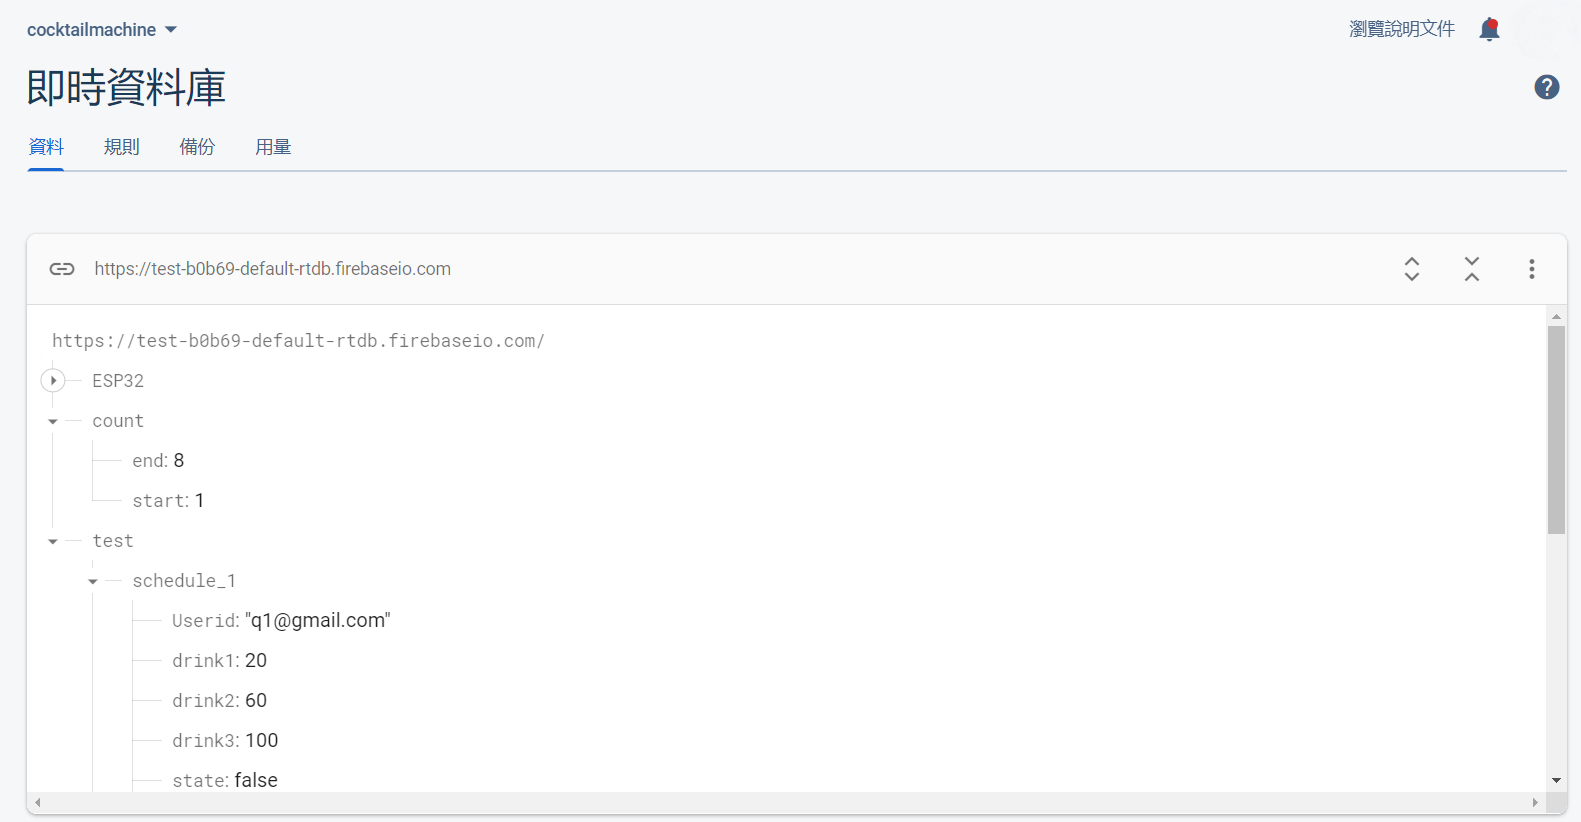 cocktailmachine
瀏覽說明文件
即時資料庫
資料 規則 備份 用量
https://test-b0b69-default-rtdb.firebaseio.com
https://test-b0b69-default-rtdb.firebaseio.com/
ESP32
count
end: 8
start: 1
test
schedule_1
Userid: "q1@gmail.com"
drink1: 20
drink2: 60
drink3: 100
state: false